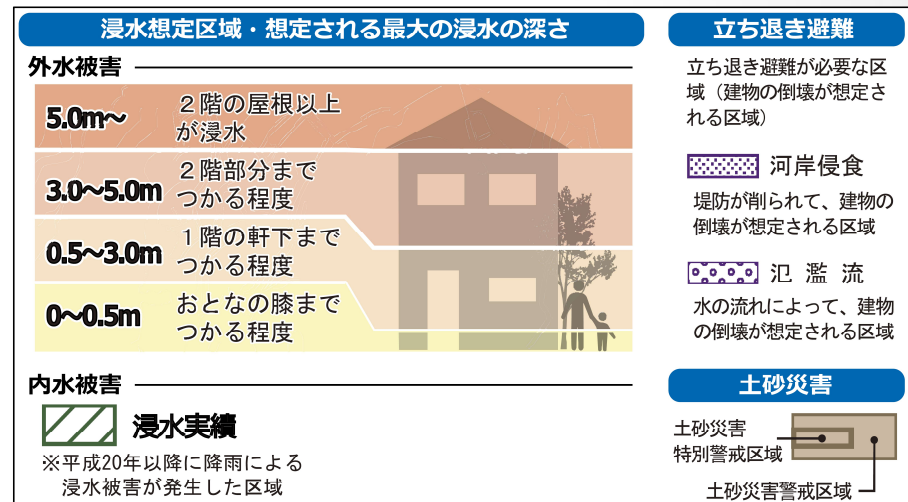 浸水想定区域・想定される最大の浸水の深さ
外水被害
5.0m～
２階の屋根以上
が浸水
3.0～5.0m
２階部分まで
つかる程度
0.5～3.0m
１階の軒下まで
つかる程度
0～0.5m
おとなの膝まで
つかる程度
内水被害
浸水実績
※平成20年以降に降雨による
浸水被害が発生した区域
立ち退き避難
立ち退き避難が必要な区
域（建物の倒壊が想定さ
れる区域）
河岸侵食
堤防が削られて、建物の
倒壊が想定される区域
氾 濫 流
水の流れによって、建物
の倒壊が想定される区域
土砂災害
土砂災害
特別警戒区域
土砂災害警戒区域